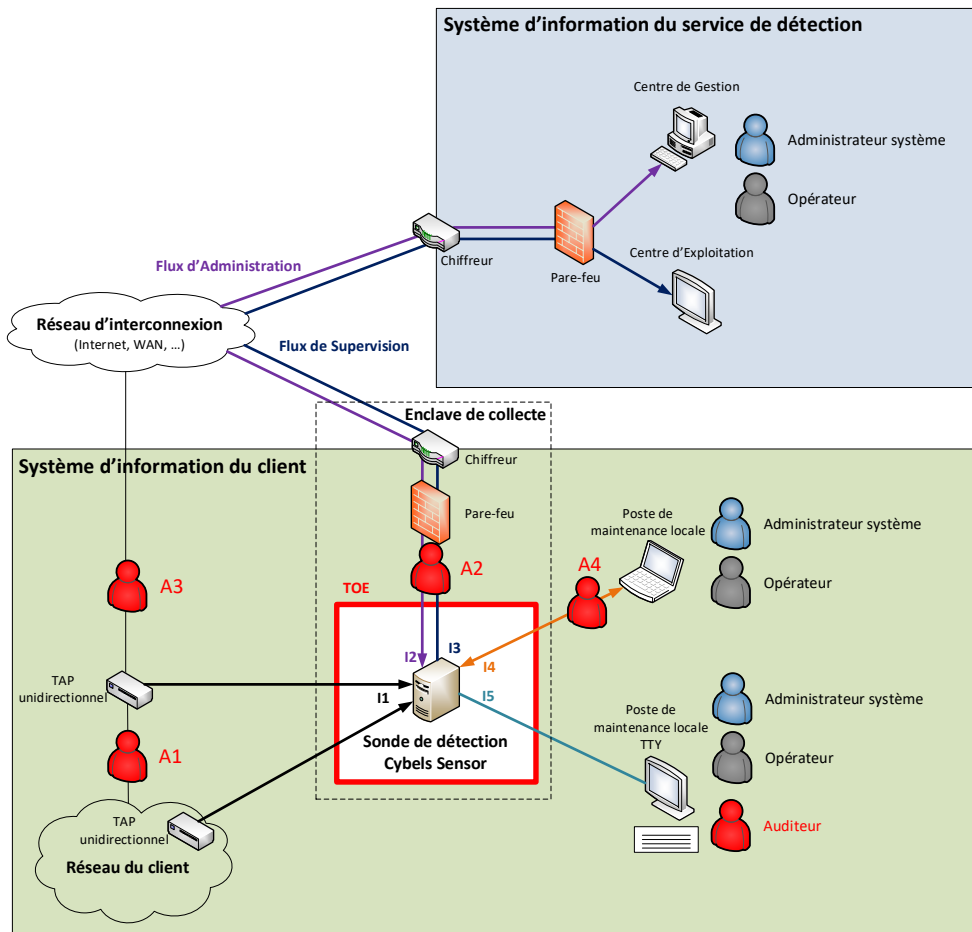 Système d'information du service de détection
Centre de Gestion
Administrateur système
Opérateur
Chiffreur
Pare-feu
Centre d'Exploitation
Flux d'Administration
Réseau d'interconnexion
(Internet, WAN, ...)
Flux de Supervision
Enclave de collecte
Système d'information du client
Chiffreur
Pare-feu
Poste de
maintenance locale
Administrateur système
Opérateur
A3
A2
A4
TOE
I2
I3
I4
I1
I5
TAP
unidirectionnel
Sonde de détection
Cybels Sensor
A1
TAP
unidirectionnel
Réseau du client
Poste de
maintenance locale
TTY
Administrateur système
Opérateur
Auditeur